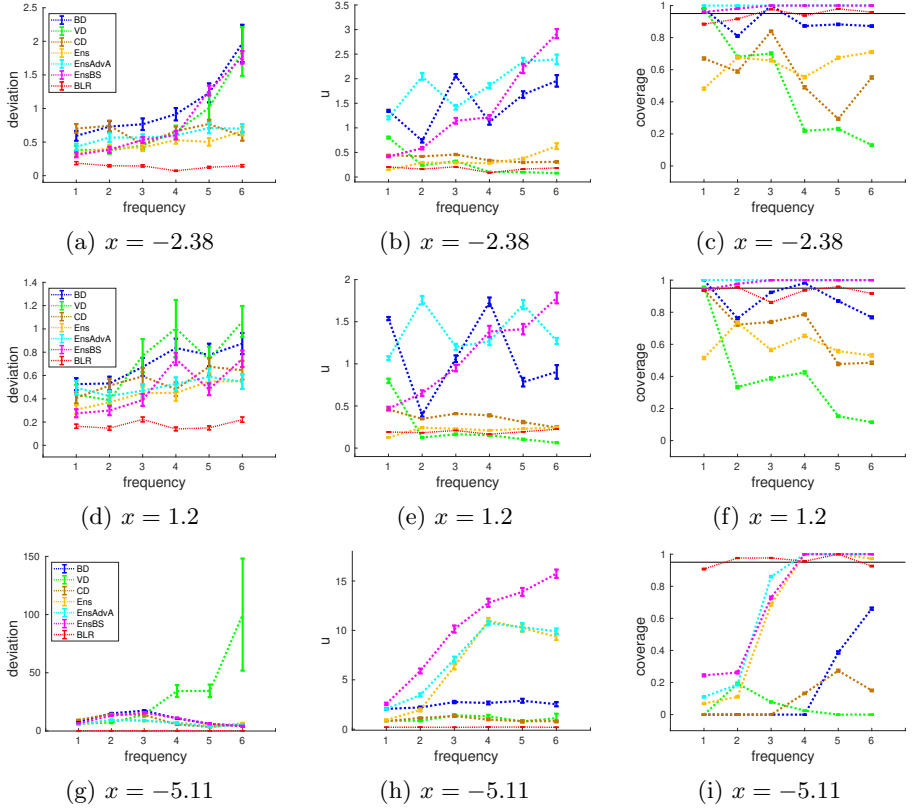 deviation
2.5
2
1.5
1
0.5
0
BD
VD
CD
Ens
EnsAdvA
EnsBS
BLR
1 2 3 4 5 6
frequency
(a) x = −2.38
u
3
2.5
2
1.5
1
0.5
0
1 2 3 4 5 6
frequency
(b) x = −2.38
coverage
1
0.8
0.6
0.4
0.2
0
1 2 3 4 5 6
frequency
(c) x = −2.38
deviation
1.4
1.2
1
0.8
0.6
0.4
0.2
0
BD
VD
CD
Ens
EnsAdvA
EnsBS
BLR
1 2 3 4 5 6
frequency
(d) x = 1.2
u
2
1.5
1
0.5
0
1 2 3 4 5 6
frequency
(e) x = 1.2
coverage
1
0.8
0.6
0.4
0.2
0
1 2 3 4 5 6
frequency
(f) x = 1.2
deviation
150
100
50
0
BD
VD
CD
Ens
EnsAdvA
EnsBS
BLR
1 2 3 4 5 6
frequency
(g) x = −5.11
u
15
10
5
0
1 2 3 4 5 6
frequency
(h) x = −5.11
coverage
1
0.8
0.6
0.4
0.2
0
1 2 3 4 5 6
frequency
(i) x = −5.11